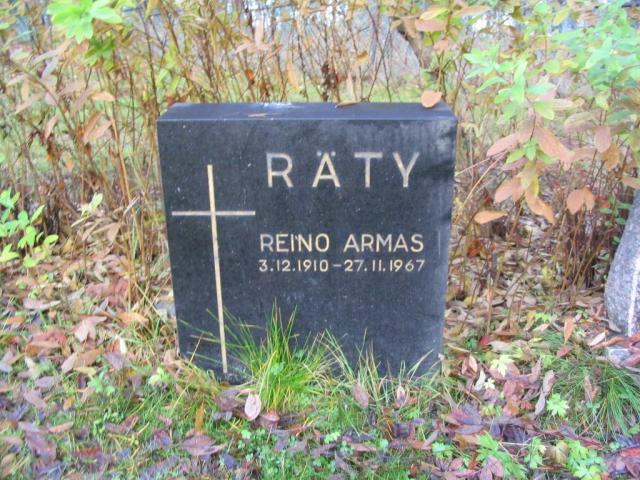 RÄTY
REINO ARMAS
3.12.1910 - 27.11.1967